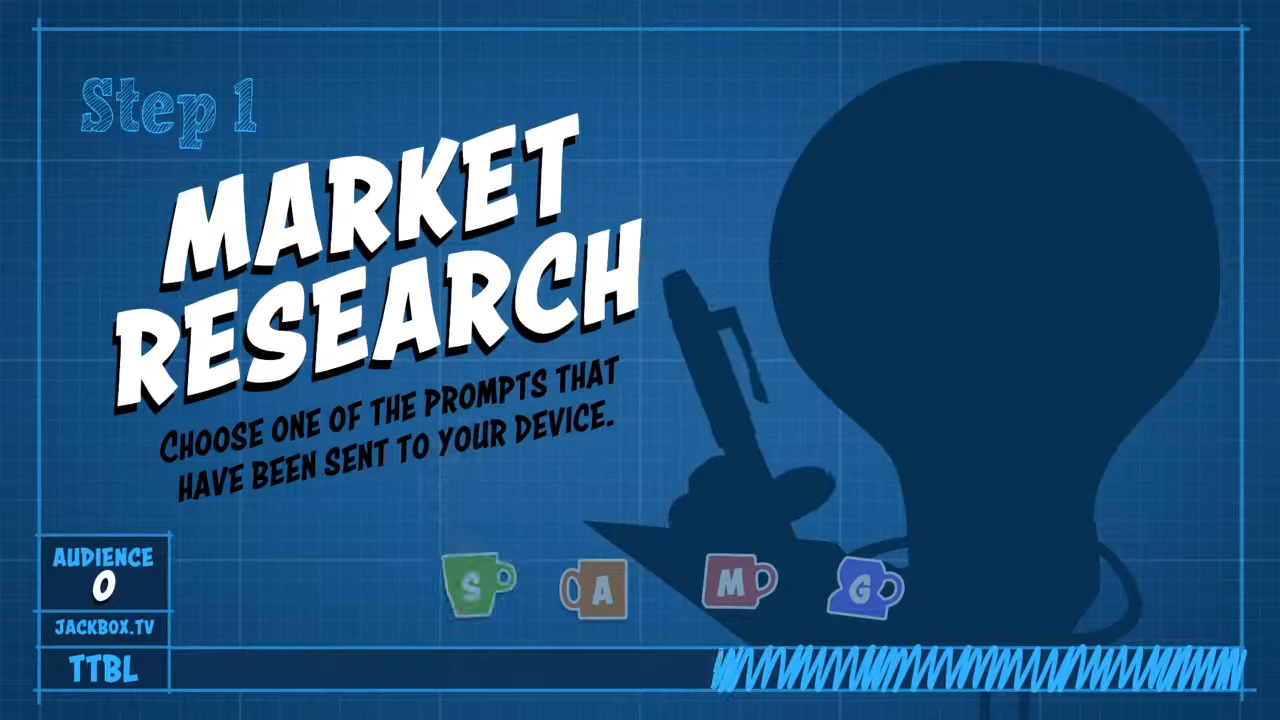 Step 1
MARKET
RESEARCH
CHOOSE ONE OF THE PROMPTS THAT
HAVE BEEN SENT TO YOUR DEVICE.
S A M G
AUDIENCE
0
JACKBOX.TV
TTBL